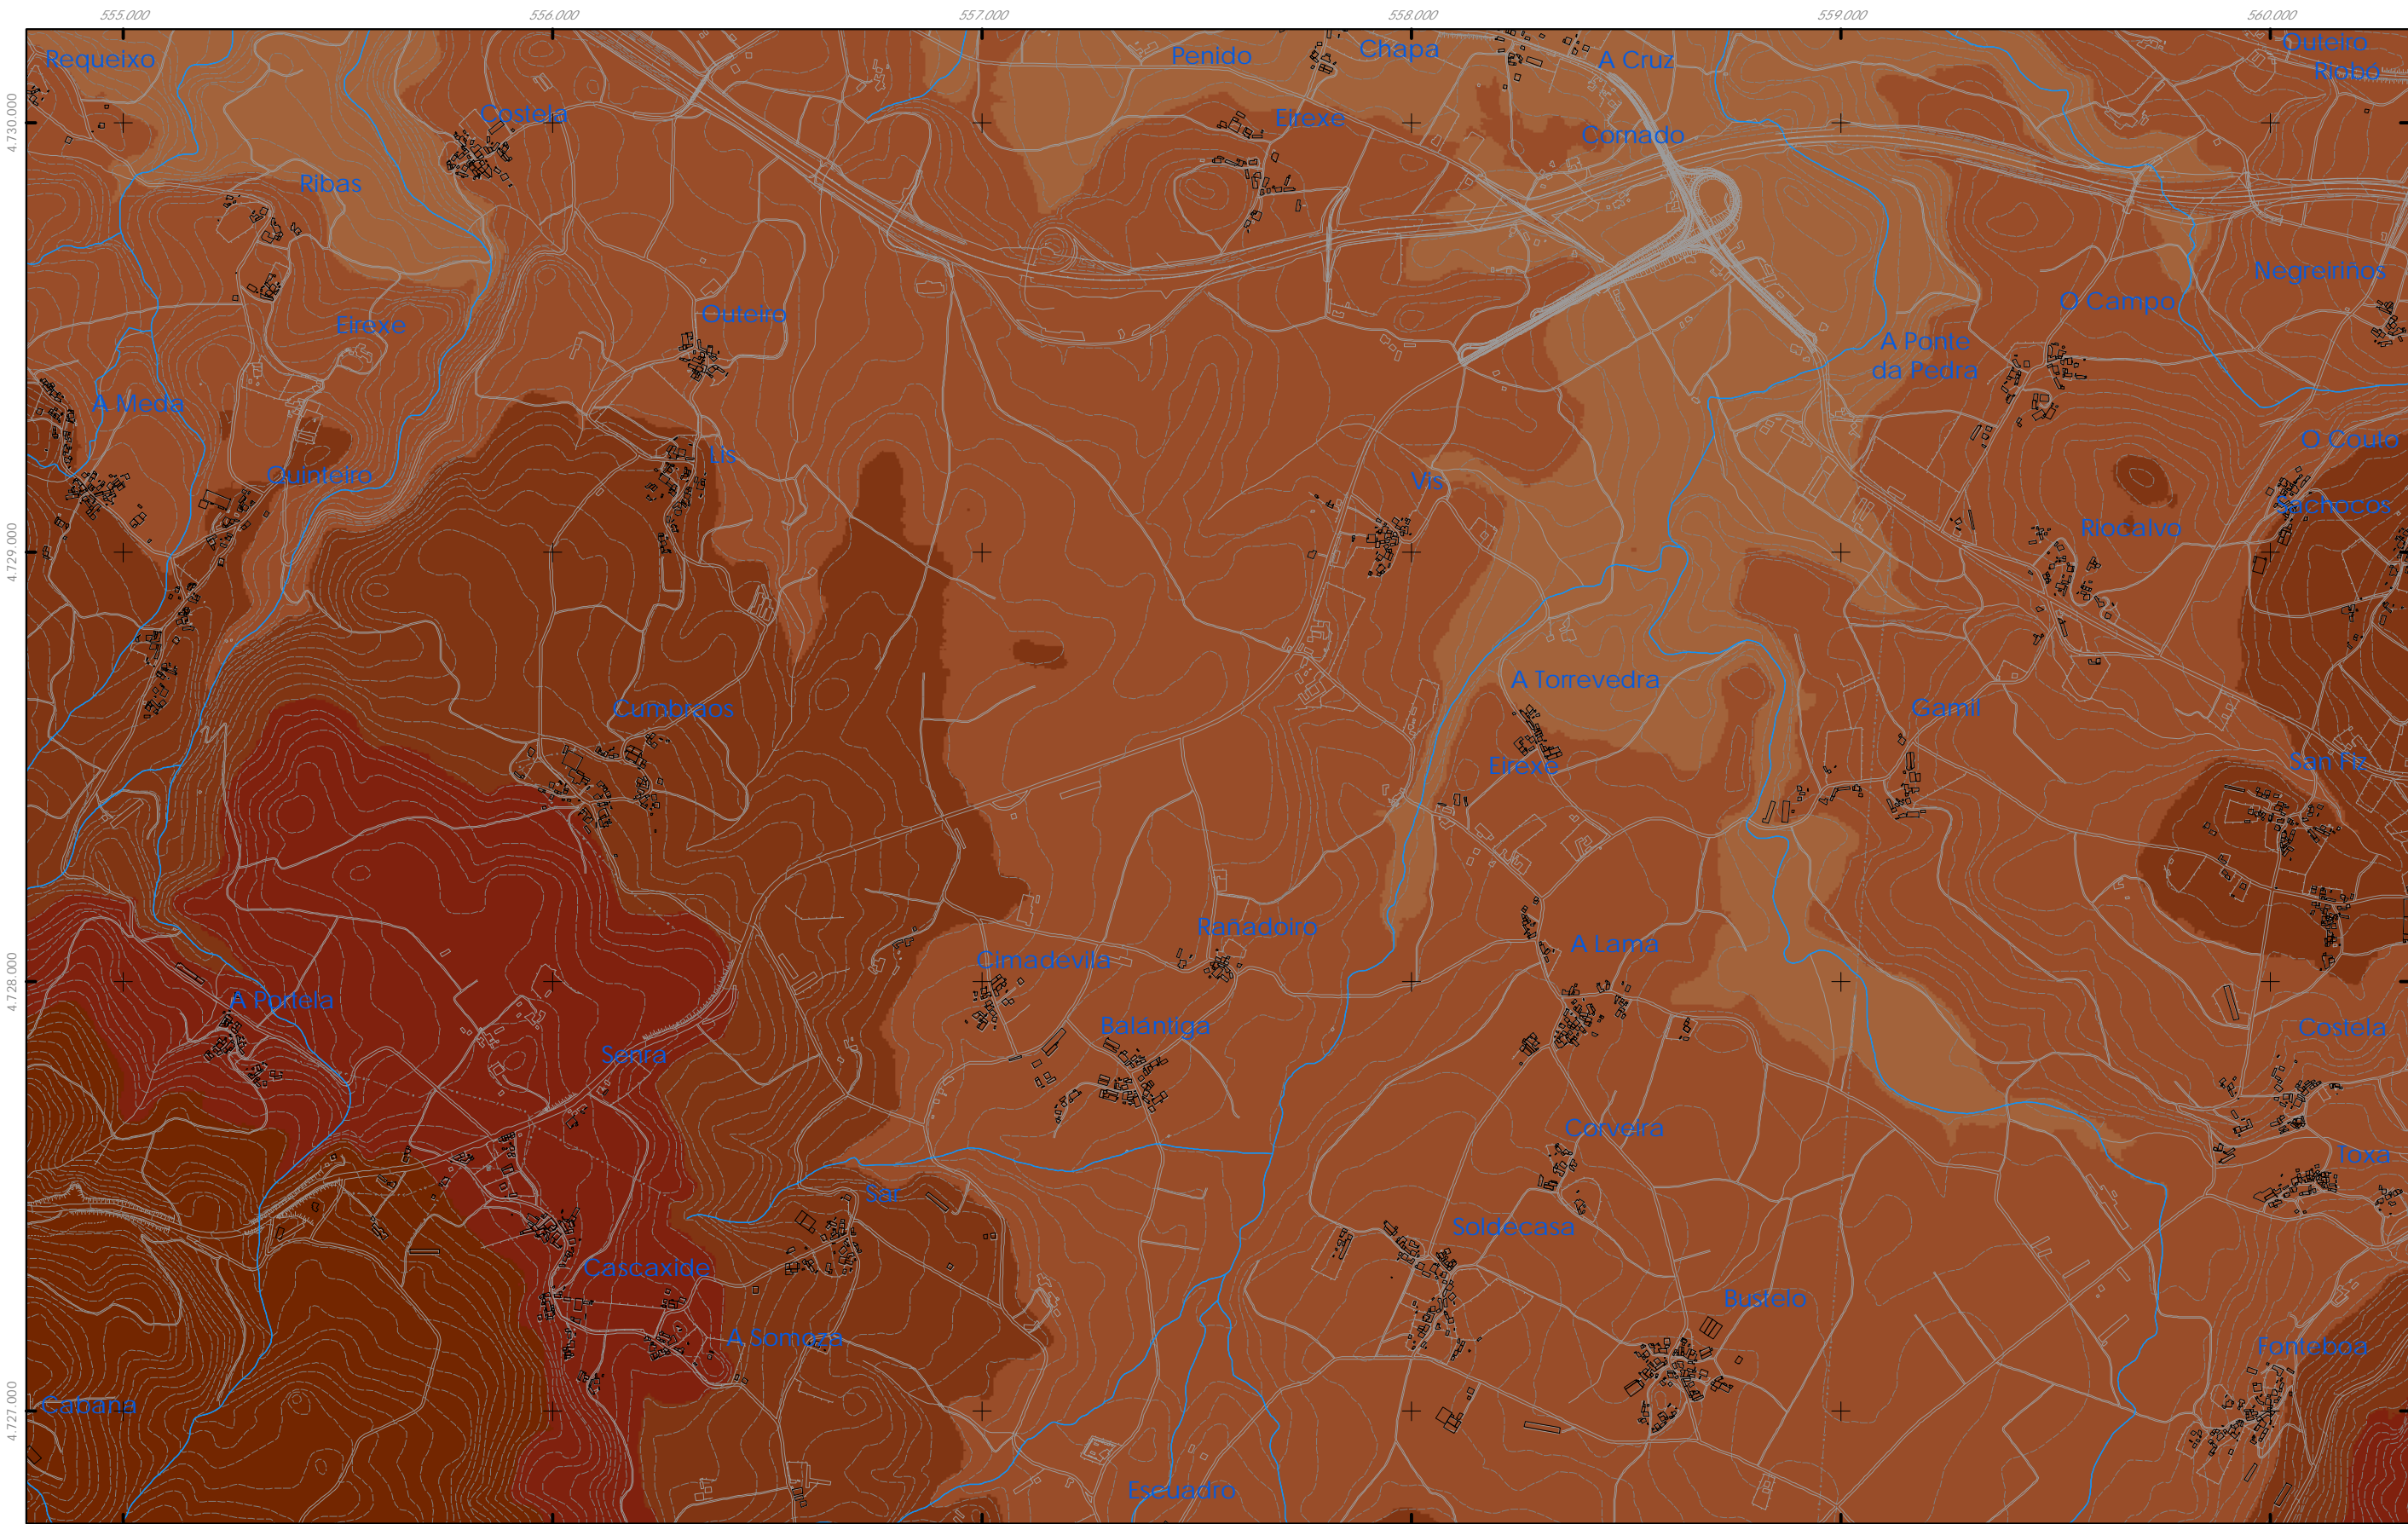 555.000
556.000
557.000
558.000
559.000
560.000
Requeixo
Penido
Chapa
A Cruz
Outeiro
Riobó
4.730.000
Costela
Eirexe
Cornado
Ribas
Negreiriños
O Campo
Outeiro
Eirexe
A Ponte
da Pedra
A Meda
O Couto
Lis
Quinteiro
Vis
Sachocos
Riocalvo
4.729.000
A Torrevedra
Cumbraos
Gamil
Eirexe
San Fiz
Rañadoiro
A Lama
Cimadevila
4.728.000
A Portela
Balántiga
Costela
Senra
Corveira
Toxa
Sar
Soldecasa
Cascaxide
Bustelo
A Somoza
Fonteboa
4.727.000
Cabana
Escuadro